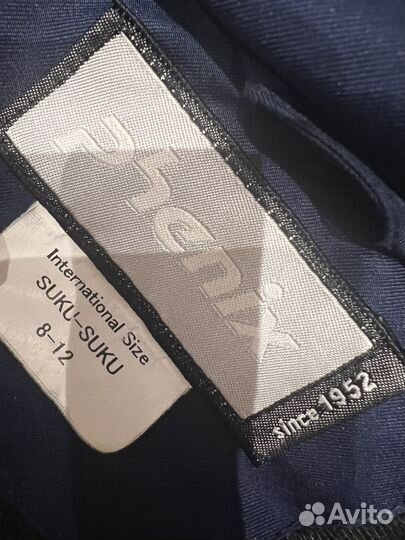 phenix
since 1952
International Size
SUKU-SUKU
8-12
Avito